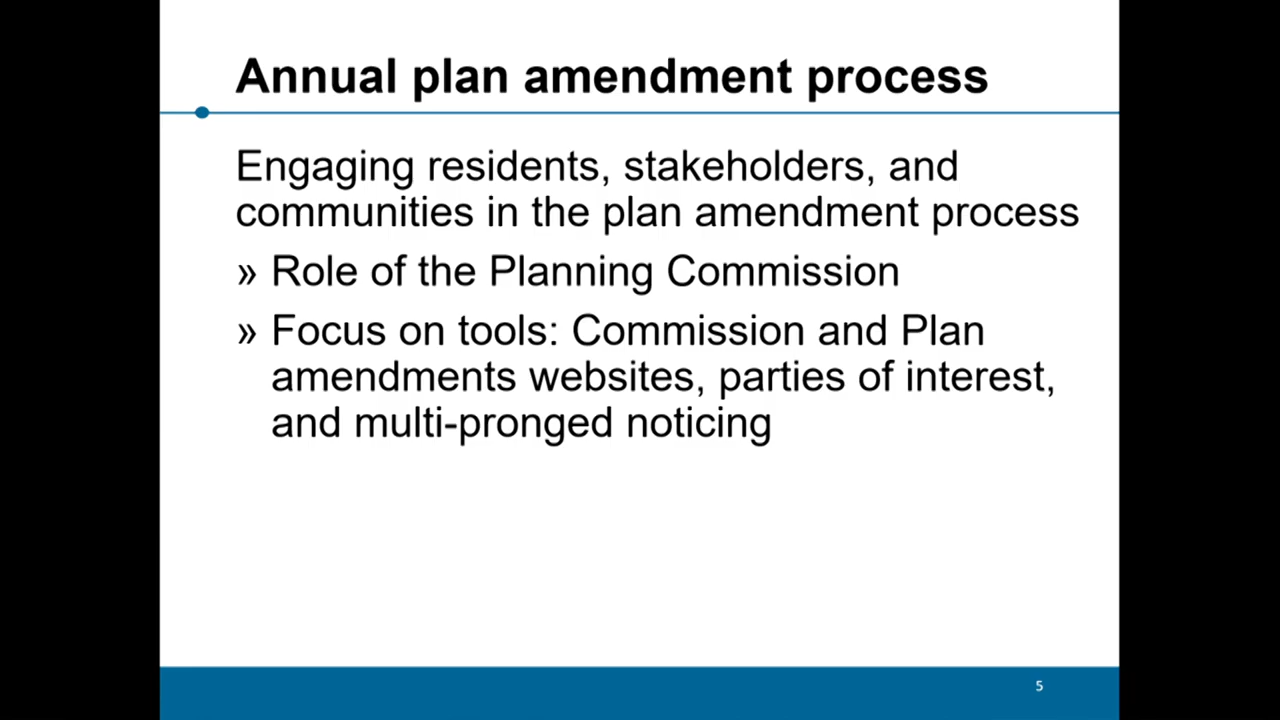 Annual plan amendment process
Engaging residents, stakeholders, and
communities in the plan amendment process
» Role of the Planning Commission
» Focus on tools: Commission and Plan
amendments websites, parties of interest,
and multi-pronged noticing
5